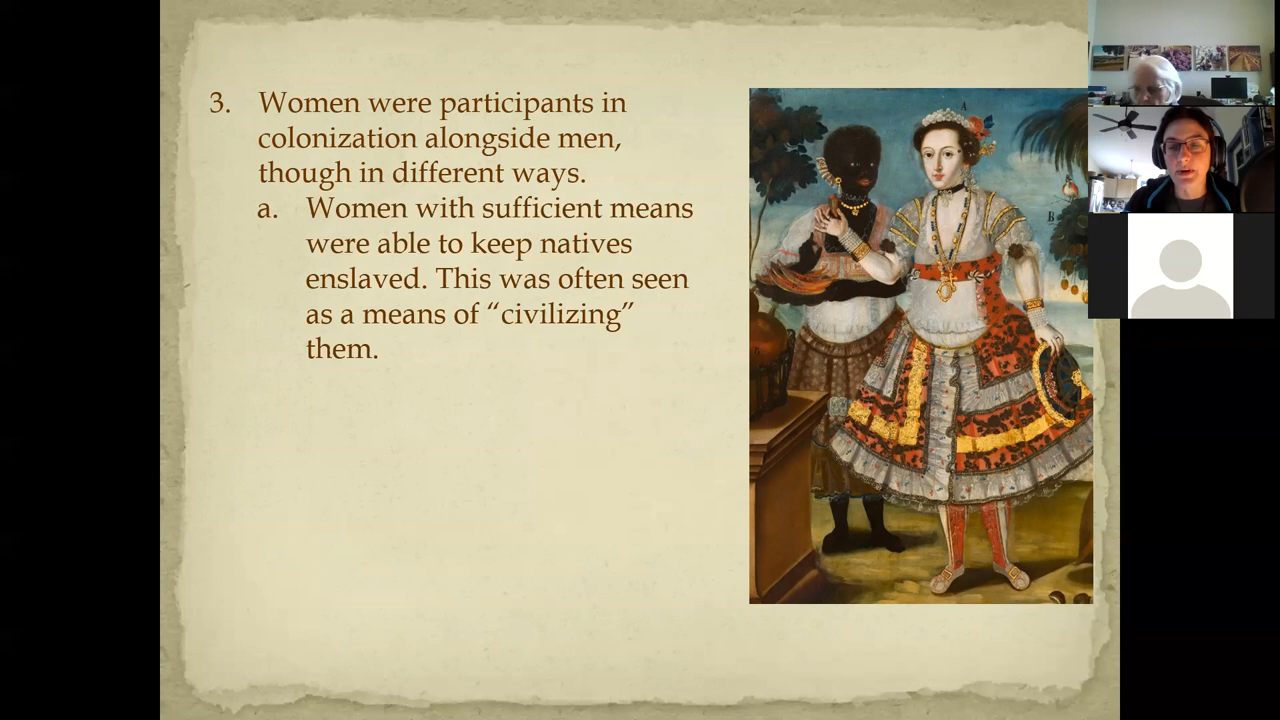 3. Women were participants in
colonization alongside men,
though in different ways.
a. Women with sufficient means
were able to keep natives
enslaved. This was often seen
as a means of “civilizing”
them.
A
B